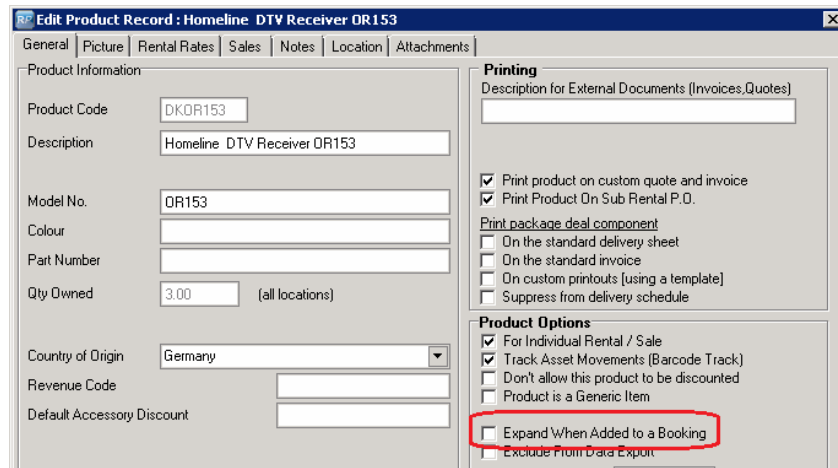 RP Edit Product Record : Homeline DTV Receiver OR153
General Picture Rental Rates Sales Notes Location Attachments
Product Information
Product Code DKOR153
Description Homeline DTV Receiver OR153
Model No. OR153
Colour
Part Number
Qty Owned 3.00 (all locations)
Country of Origin Germany
Revenue Code
Default Accessory Discount
Printing
Description for External Documents (Invoices,Quotes)
Print product on custom quote and invoice
Print Product On Sub Rental P.O.
Print package deal component
On the standard delivery sheet
On the standard invoice
On custom printouts [using a template]
Suppress from delivery schedule
Product Options
For Individual Rental / Sale
Track Asset Movements (Barcode Track)
Don't allow this product to be discounted
Product is a Generic Item
Expand When Added to a Booking
Exclude From Data Export